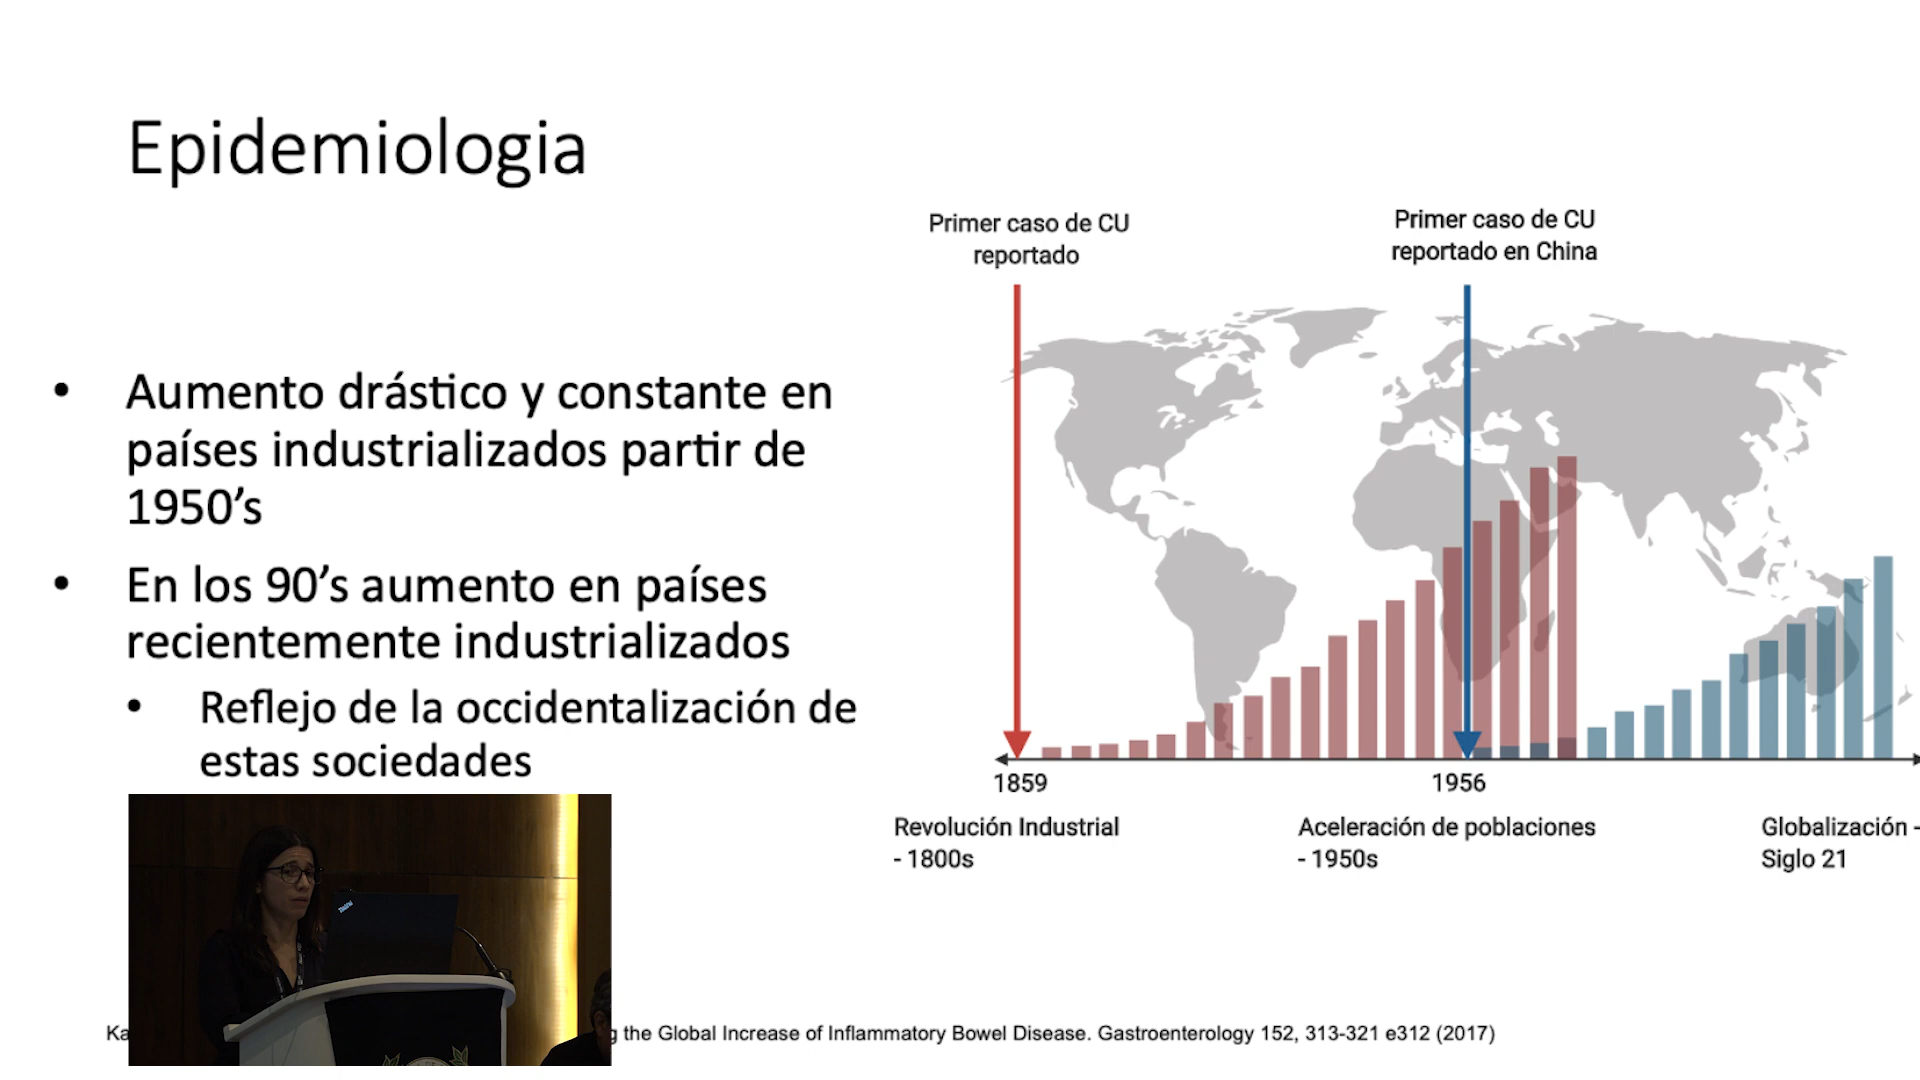 Epidemiologia
Primer caso de CU
reportado
Primer caso de CU
reportado en China
• Aumento drástico y constante en
países industrializados partir de
1950’s
• En los 90’s aumento en países
recientemente industrializados
• Reflejo de la occidentalización de
estas sociedades
1859
1956
Revolución Industrial
- 1800s
Aceleración de poblaciones
- 1950s
Globalización -
Siglo 21
the Global Increase of Inflammatory Bowel Disease. Gastroenterology 152, 313-321 e312 (2017)